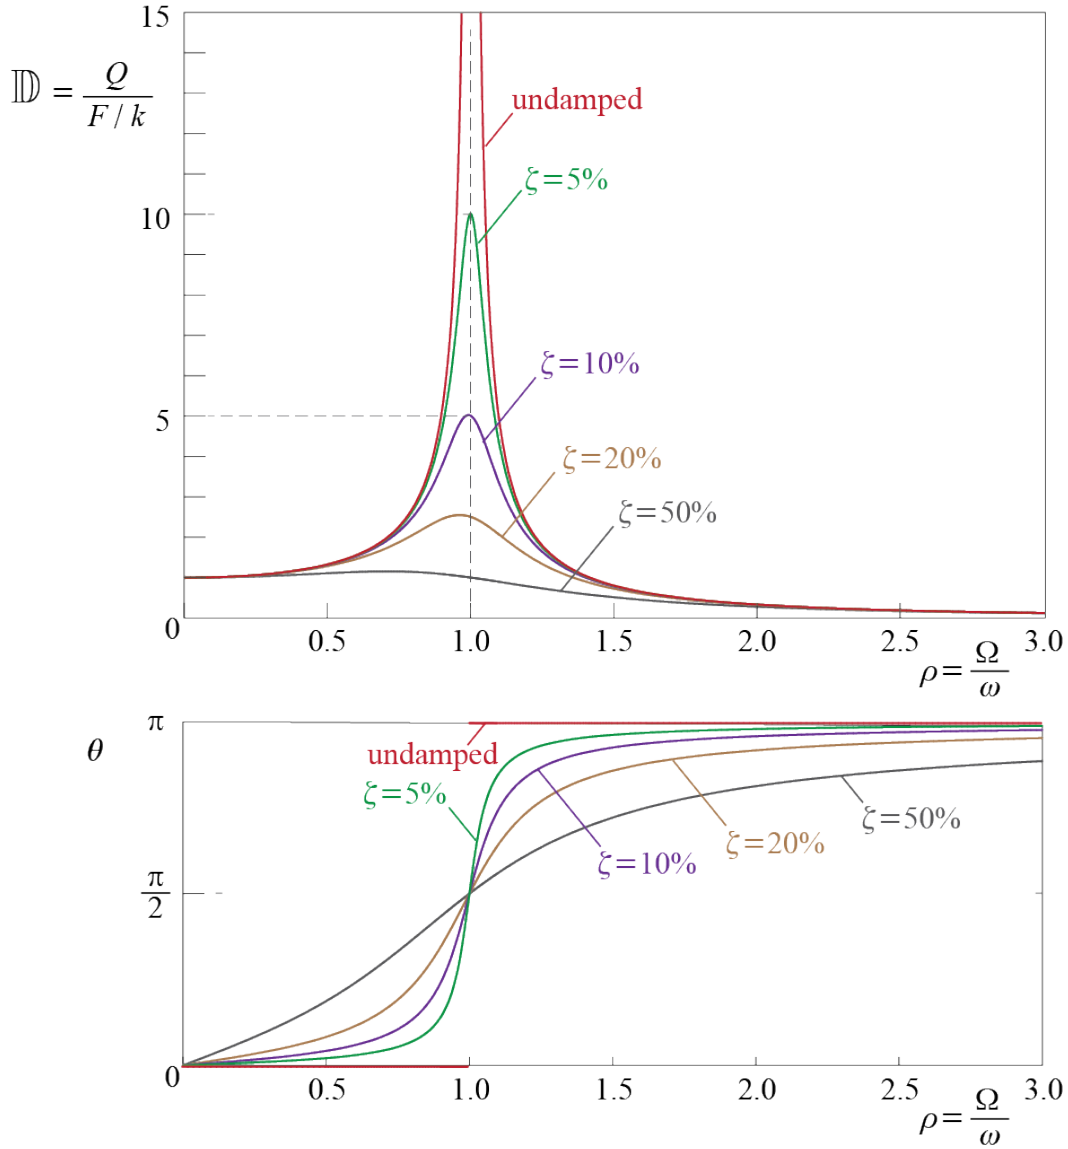 15
𝔻 = Q / F / k
undamped
ζ=5%
10
ζ=10%
5
ζ=20%
ζ=50%
0
0.5 1.0 1.5 2.0 2.5 3.0
ρ = Ω / ω
π
θ
undamped
ζ=5%
ζ=50%
ζ=20%
ζ=10%
π / 2
0
0.5 1.0 1.5 2.0 2.5 3.0
ρ = Ω / ω